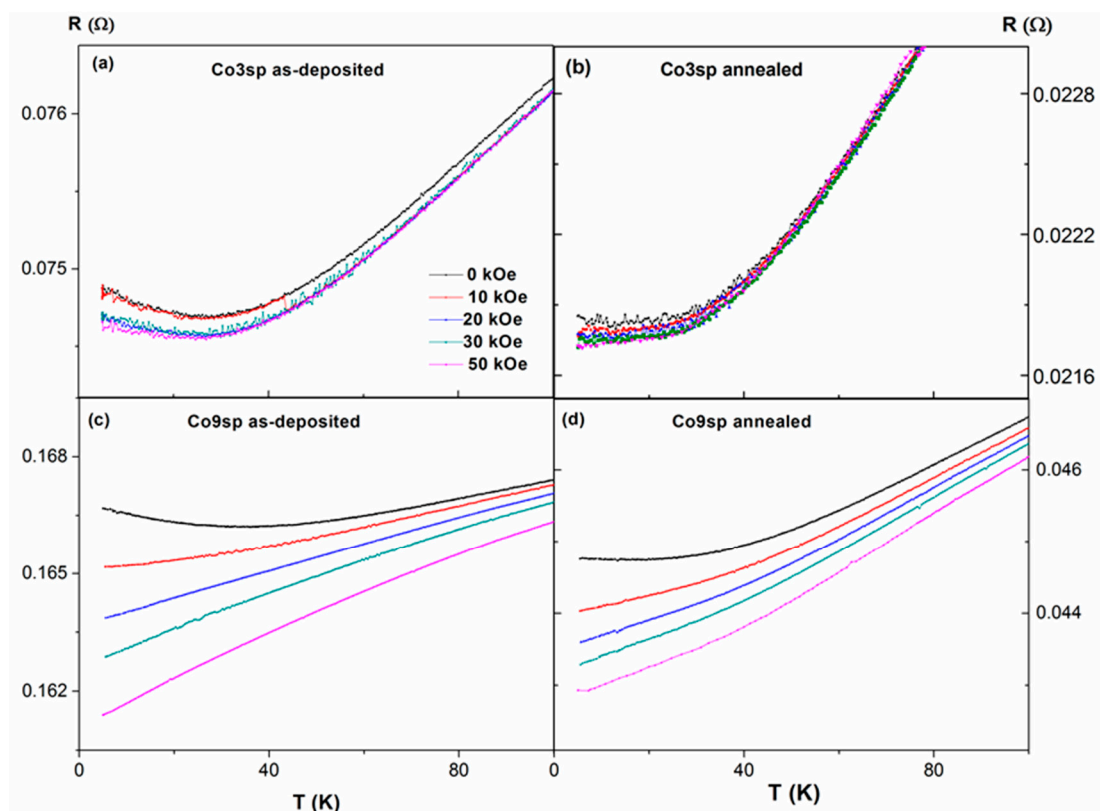 R (Ω)
R (Ω)
(a)
Co3sp as-deposited
(b)
Co3sp annealed
0.076
0.075
0.0228
0.0222
0.0216
0 kOe
10 kOe
20 kOe
30 kOe
50 kOe
(c)
Co9sp as-deposited
(d)
Co9sp annealed
0.168
0.165
0.162
0.046
0.044
0
40
80
0
40
80
T (K)
T (K)